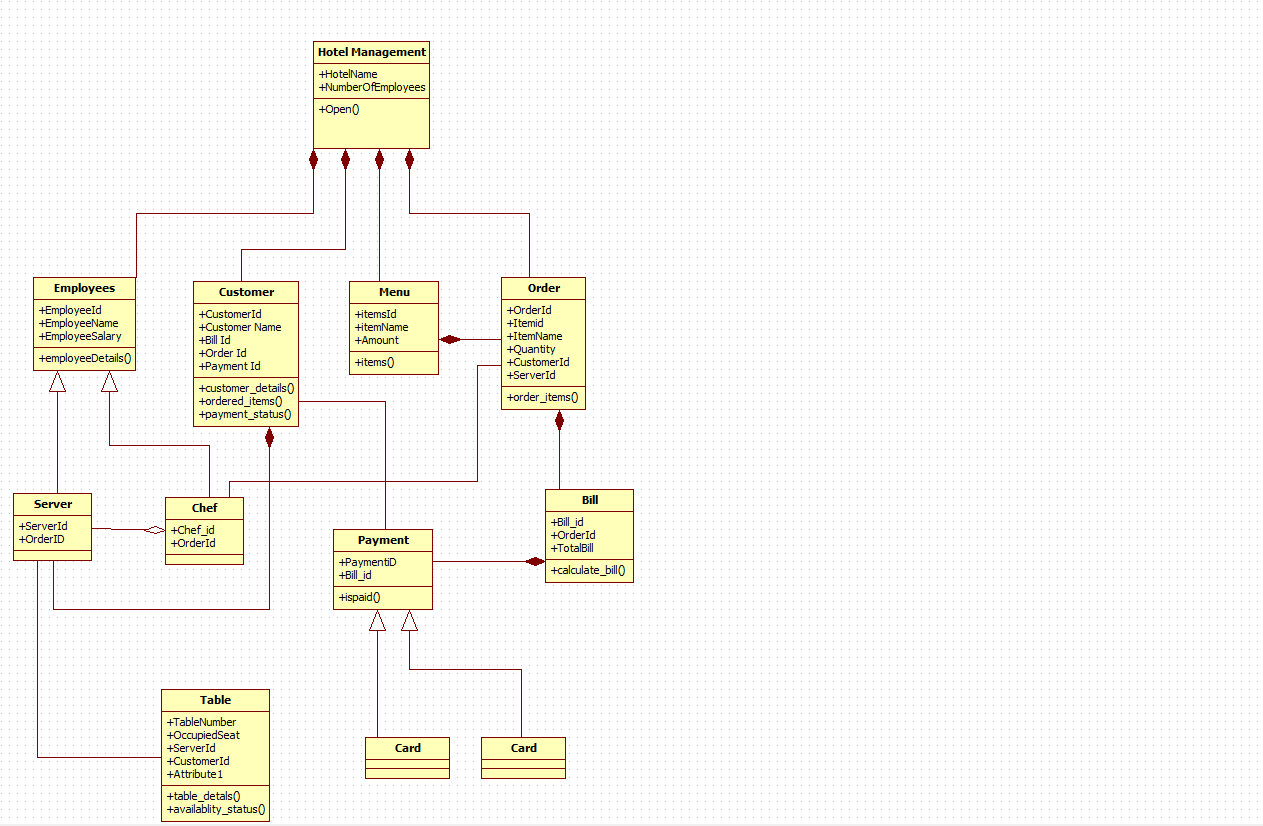 Hotel Management
+HotelName
+NumberOfEmployees
+Open()
Employees
+EmployeeId
+EmployeeName
+EmployeeSalary
+employeeDetails()
Customer
+CustomerId
+Customer Name
+Bill Id
+Order Id
+Payment Id
+customer_details()
+ordered_items()
+payment_status()
Menu
+itemsId
+itemName
+Amount
+items()
Order
+OrderId
+Itemid
+ItemName
+Quantity
+CustomerId
+ServerId
+order_items()
Server
+ServerId
+OrderID
Chef
+Chef_id
+OrderId
Payment
+PaymentiD
+Bill_id
+ispaid()
Bill
+Bill_id
+OrderId
+TotalBill
+calculate_bill()
Table
+TableNumber
+OccupiedSeat
+ServerId
+CustomerId
+Attribute1
+table_detals()
+availablity_status()
Card
Card